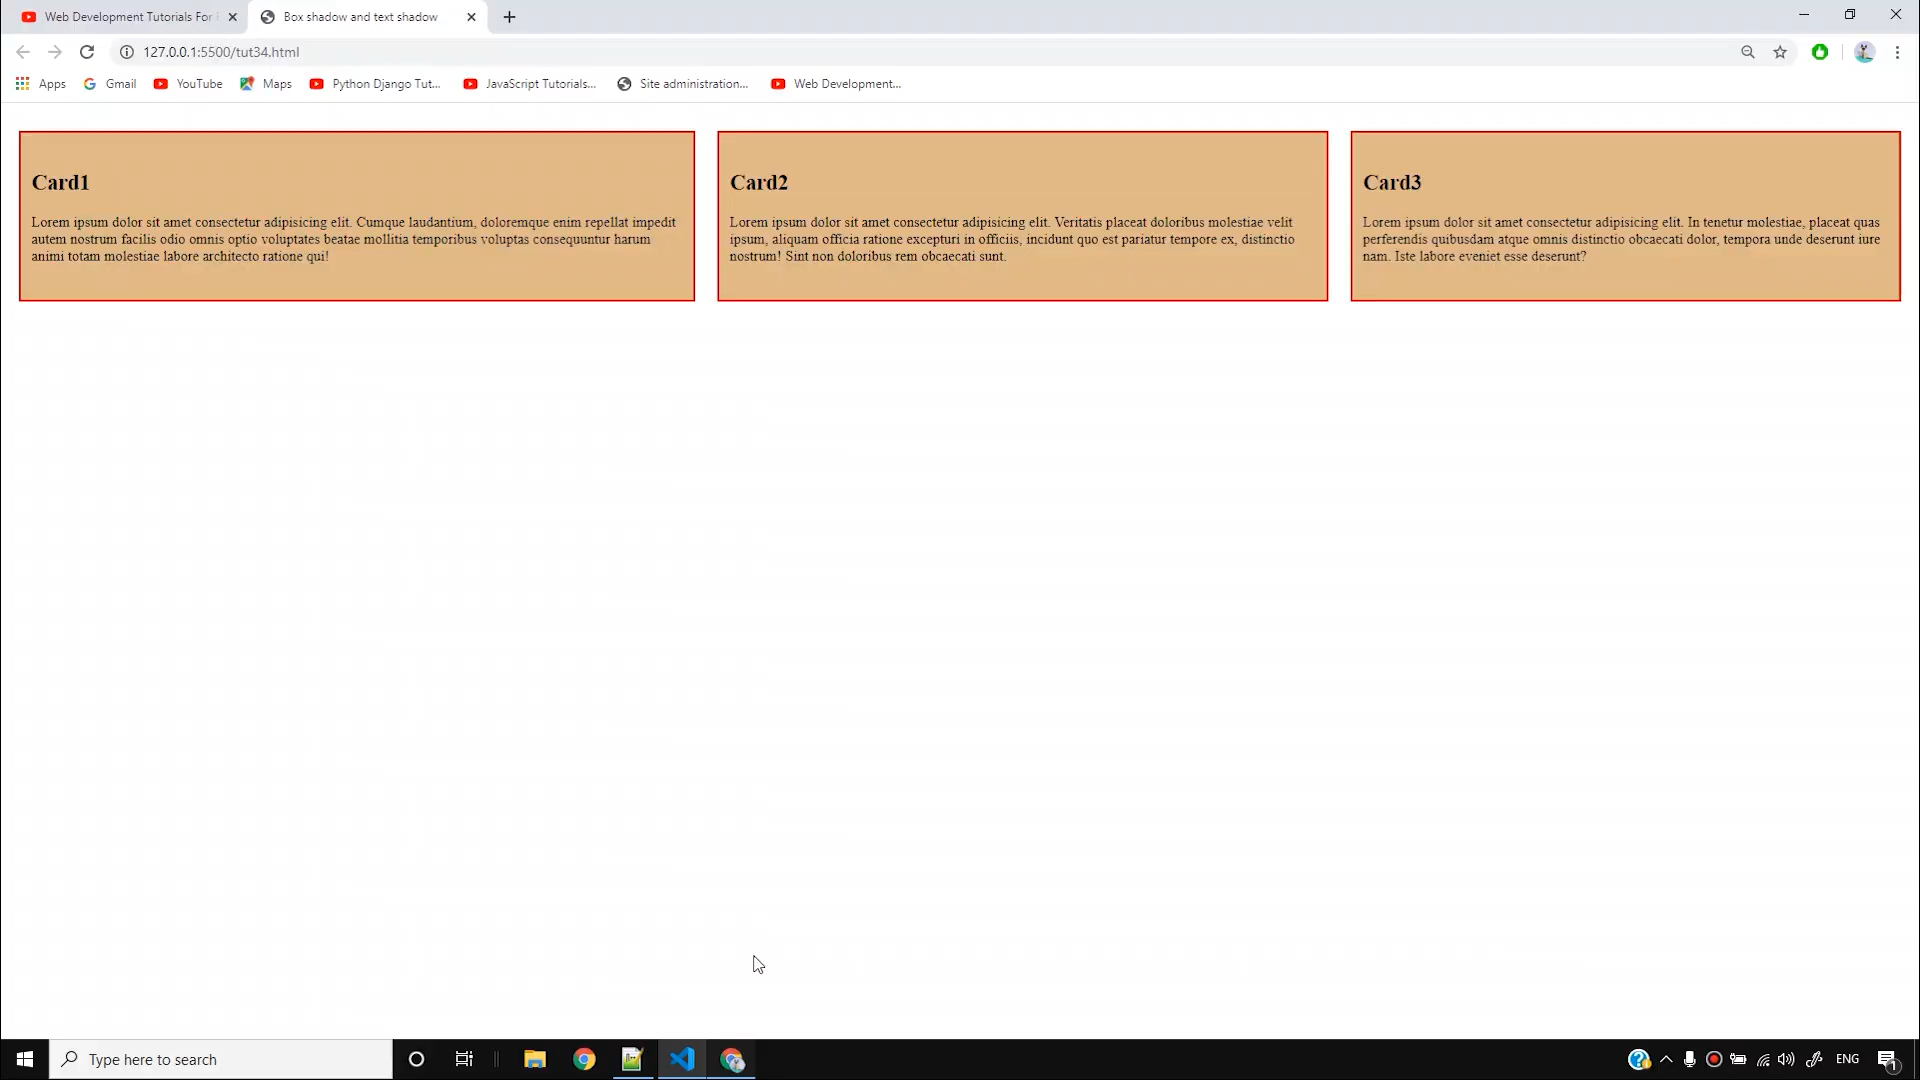 Web Development Tutorials For
Box shadow and text shadow
127.0.0.1:5500/tut34.html
Apps
Gmail
YouTube
Maps
Python Django Tut...
JavaScript Tutorials...
Site administration...
Web Development...
Card1
Lorem ipsum dolor sit amet consectetur adipisicing elit. Cumque laudantium, doloremque enim repellat impedit
autem nostrum facilis odio omnis optio voluptates beatae mollitia temporibus voluptas consequuntur harum
animi totam molestiae labore architecto ratione qui!
Card2
Lorem ipsum dolor sit amet consectetur adipisicing elit. Veritatis placeat doloribus molestiae velit
ipsum, aliquam officia ratione excepturi in officiis, incidunt quo est pariatur tempore ex, distinctio
nostrum! Sint non doloribus rem obcaecati sunt.
Card3
Lorem ipsum dolor sit amet consectetur adipisicing elit. In tenetur molestiae, placeat quas
perferendis quibusdam atque omnis distinctio obcaecati dolor, tempora unde deserunt iure
nam. Iste labore eveniet esse deserunt?
Type here to search
ENG
1